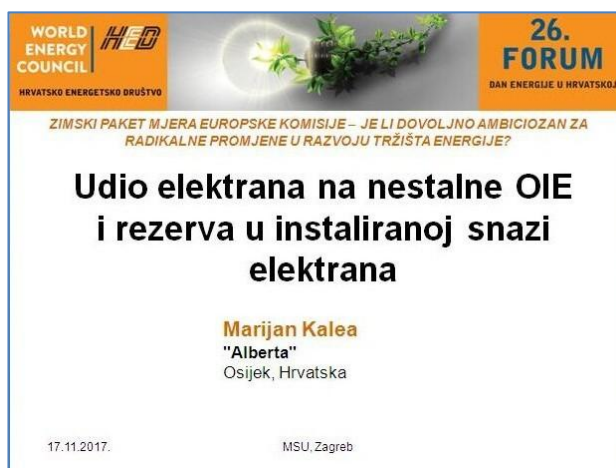 WORLD
ENERGY
COUNCIL
HED
HRVATSKO ENERGETSKO DRUŠTVO
26.
FORUM
DAN ENERGIJE U HRVATSKOJ
ZIMSKI PAKET MJERA EUROPSKE KOMISIJE – JE LI DOVOLJNO AMBICIOZAN ZA
RADIKALNE PROMJENE U RAZVOJU TRŽIŠTA ENERGIJE?
Udio elektrana na nestalne OIE
i rezerva u instaliranoj snazi
elektrana
Marijan Kalea
"Alberta"
Osijek, Hrvatska
17.11.2017.
MSU, Zagreb